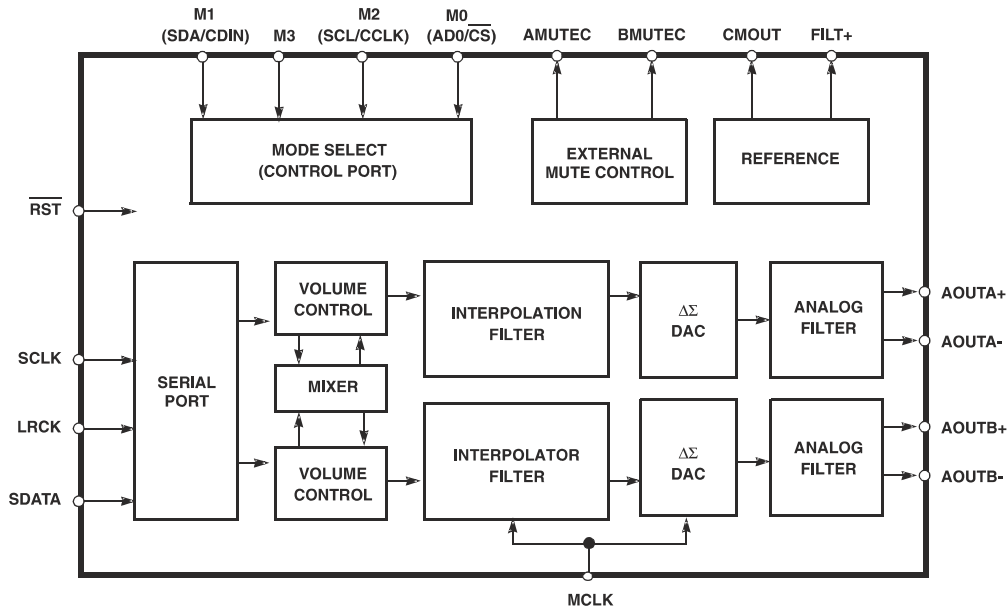 M1
(SDA/CDIN)
M3
M2
(SCL/CCLK)
M0
(AD0/CS)
AMUTEC
BMUTEC
CMOUT
FILT+
MODE SELECT
(CONTROL PORT)
EXTERNAL
MUTE CONTROL
REFERENCE
RST
SCLK
LRCK
SDATA
SERIAL
PORT
VOLUME
CONTROL
MIXER
VOLUME
CONTROL
INTERPOLATION
FILTER
INTERPOLATOR
FILTER
ΔΣ
DAC
ΔΣ
DAC
ANALOG
FILTER
ANALOG
FILTER
AOUTA+
AOUTA-
AOUTB+
AOUTB-
MCLK